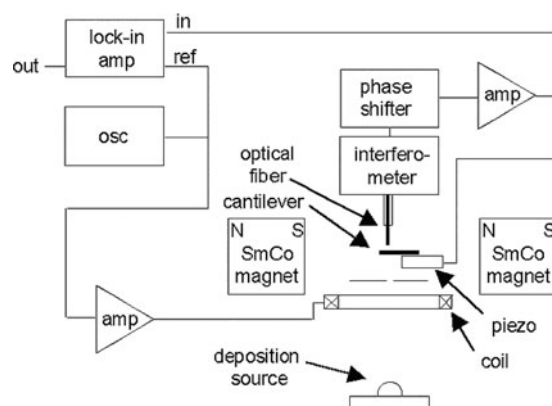 in
lock-in
amp
ref
out
osc
phase
shifter
amp
optical
fiber
interfero-
meter
cantilever
N S
SmCo
magnet
N S
SmCo
magnet
amp
piezo
coil
deposition
source